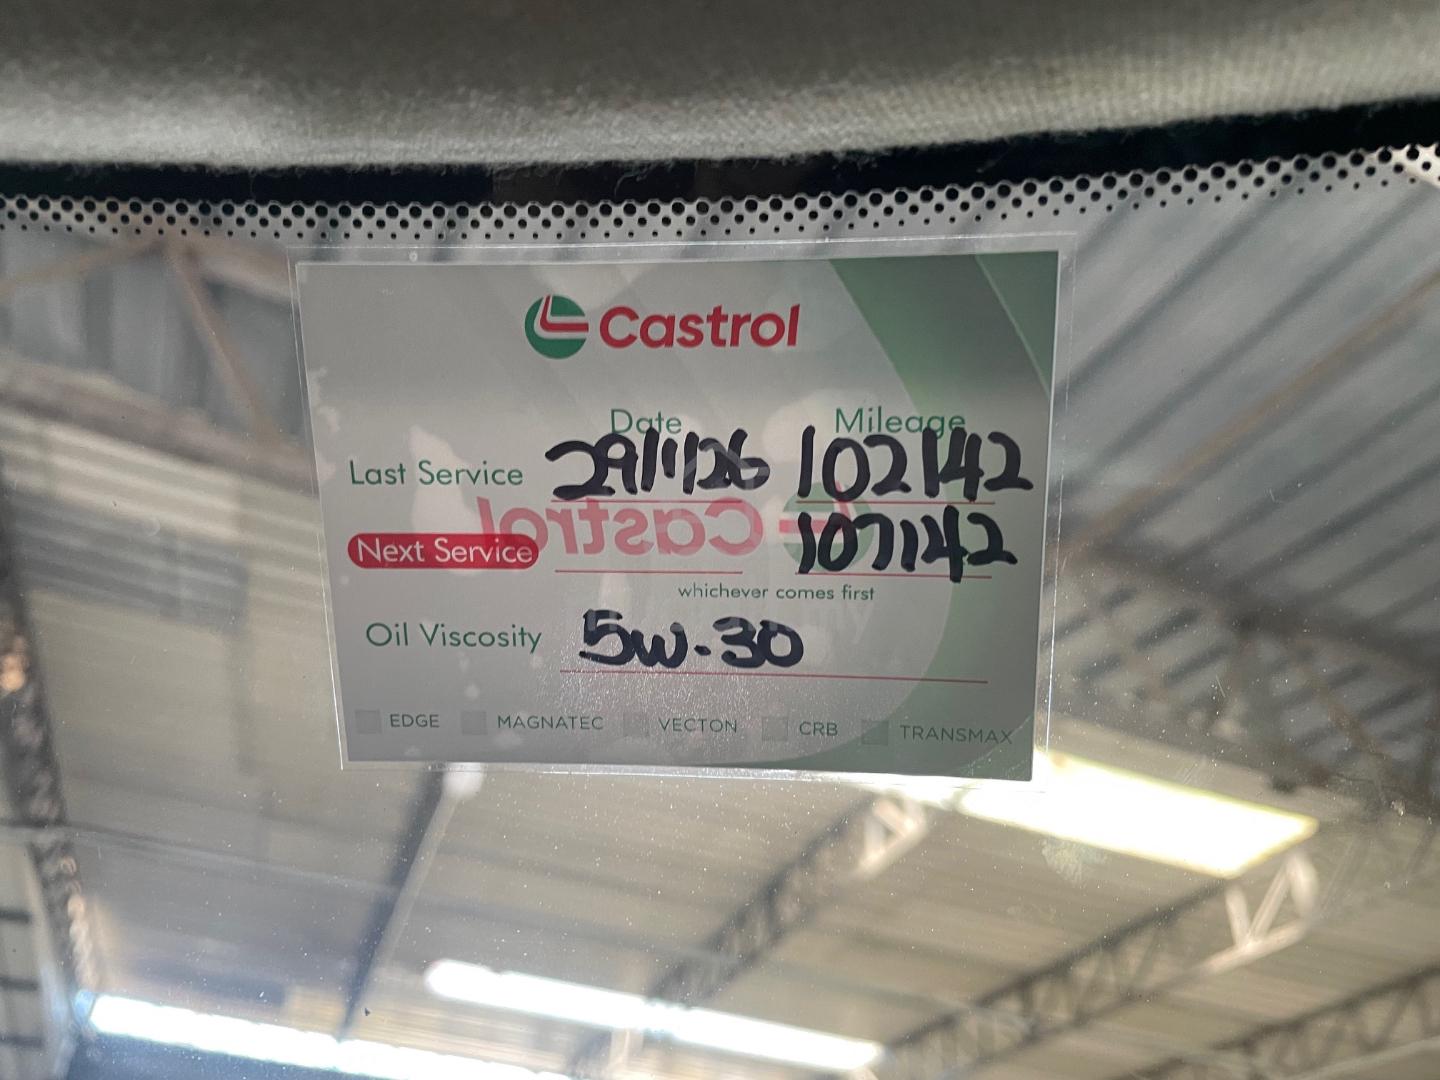 Castrol
Date Mileage
Last Service 29/1/26 102142
Next Service 107142
whichever comes first
Oil Viscosity 5W-30
EDGE MAGNATEC VECTON CRB TRANSMAX